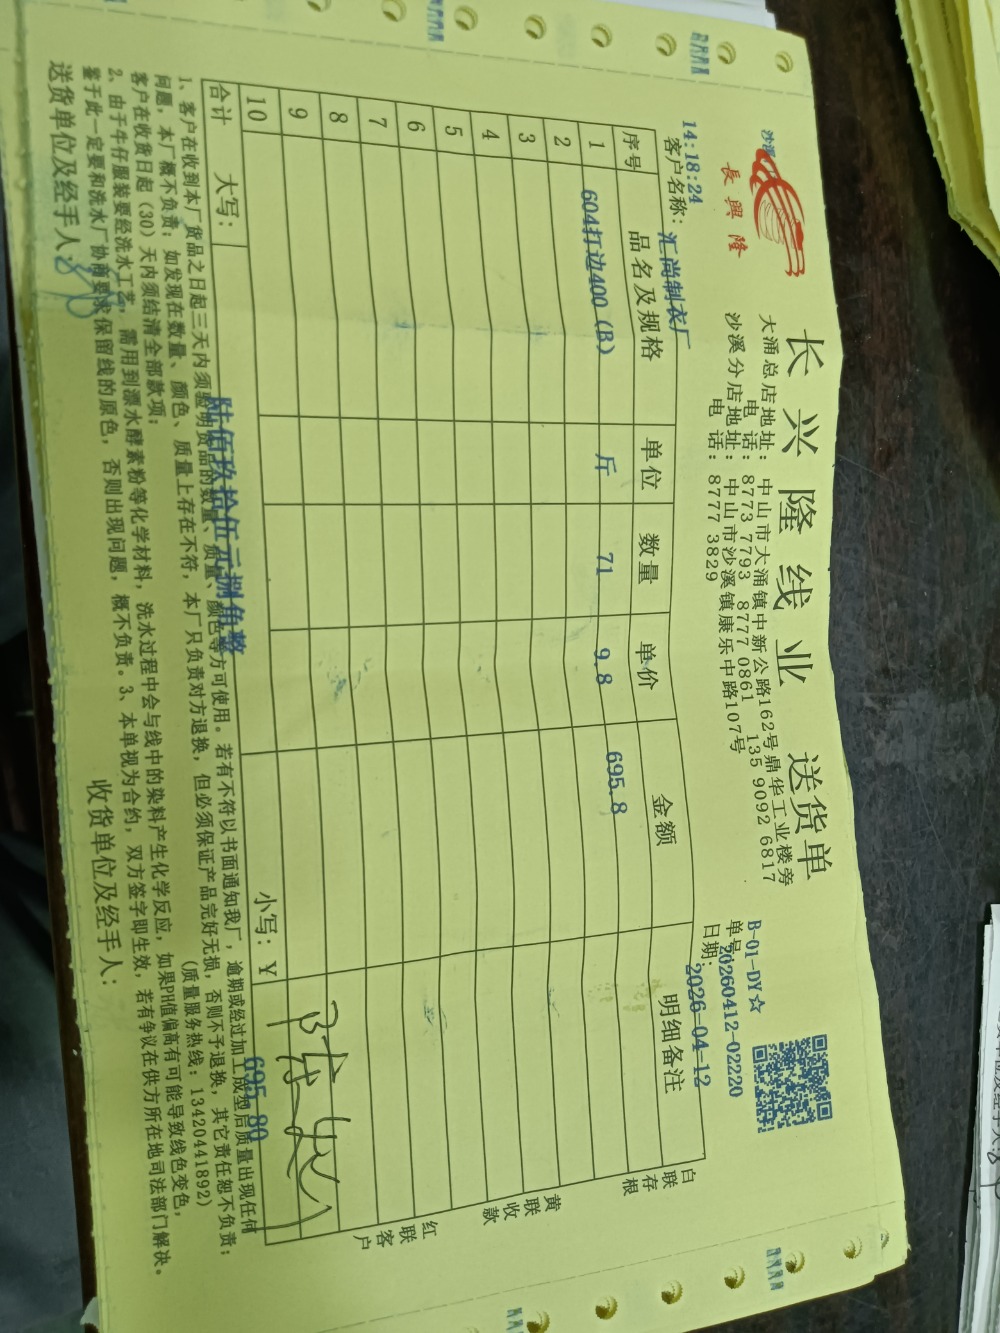 沙溪
長興隆
长兴隆线业 送货单
大涌总店地址：中山市大涌镇中新公路162号鼎华工业楼旁
电 话：8773 7793 8777 0861 135 9092 6817
沙溪分店地址：中山市沙溪镇康乐中路107号
电 话：8777 3829
B-01-DY☆
单号：20260412-02220
日期：2026-04-12
14:18:24
客户名称：汇尚制衣厂
序号 品名及规格 单位 数量 单价 金额 明细备注
1 604打边400（B） 斤 71 9.8 695.8
2
3
4
5
6
7
8
9
10
合计 大写：陆佰玖拾伍元捌角整 小写：￥695.80
白联存根
黄联收款
红联客户
1、客户在收到本厂货品之日起三天内须验明货品的数量、质量、颜色等方可使用。若有不符以书面通知我厂，逾期或经过加工成型后质量出现任何
问题，本厂概不负责；如发现在数量、颜色、质量上存在不符，本厂只负责对方退换，但必须保证产品完好无损，否则不予退换，其它责任恕不负责；
客户在收货日起（30）天内须结清全部款项； （质量服务热线：13420441892）
2、由于牛仔服装要经洗水工艺，需用到漂水酵素粉等化学材料，洗水过程中会与线中的染料产生化学反应，如果PH值偏高有可能导致线色变色，
鉴于此一定要和洗水厂协商要求保留线的原色，否则出现问题，概不负责。3、本单视为合约，双方签字即生效，若有争议在供方所在地司法部门解决。
送货单位及经手人： 收货单位及经手人：